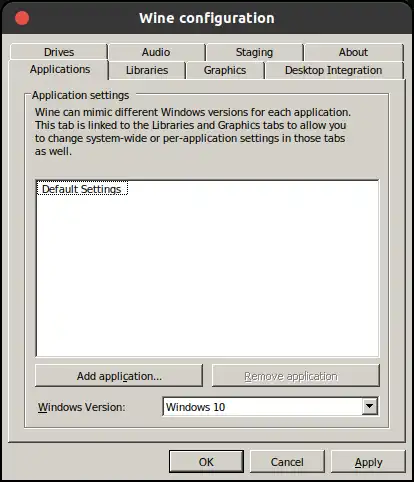 Wine configuration
Drives Audio Staging About
Applications Libraries Graphics Desktop Integration
Application settings
Wine can mimic different Windows versions for each application.
This tab is linked to the Libraries and Graphics tabs to allow you
to change system-wide or per-application settings in those tabs
as well.
Default Settings
Add application... Remove application
Windows Version: Windows 10
OK Cancel Apply